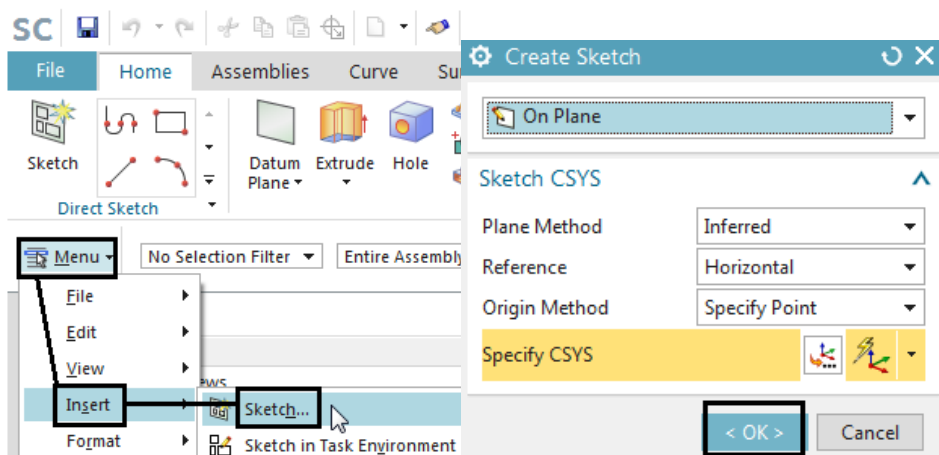 SC
File Home Assemblies Curve Su
Sketch
Datum Plane
Extrude
Hole
Direct Sketch
Menu
No Selection Filter
Entire Assembly
File
Edit
View
Insert
Format
Sketch...
Sketch in Task Environment
Create Sketch
On Plane
Sketch CSYS
Plane Method Inferred
Reference Horizontal
Origin Method Specify Point
Specify CSYS
< OK > Cancel